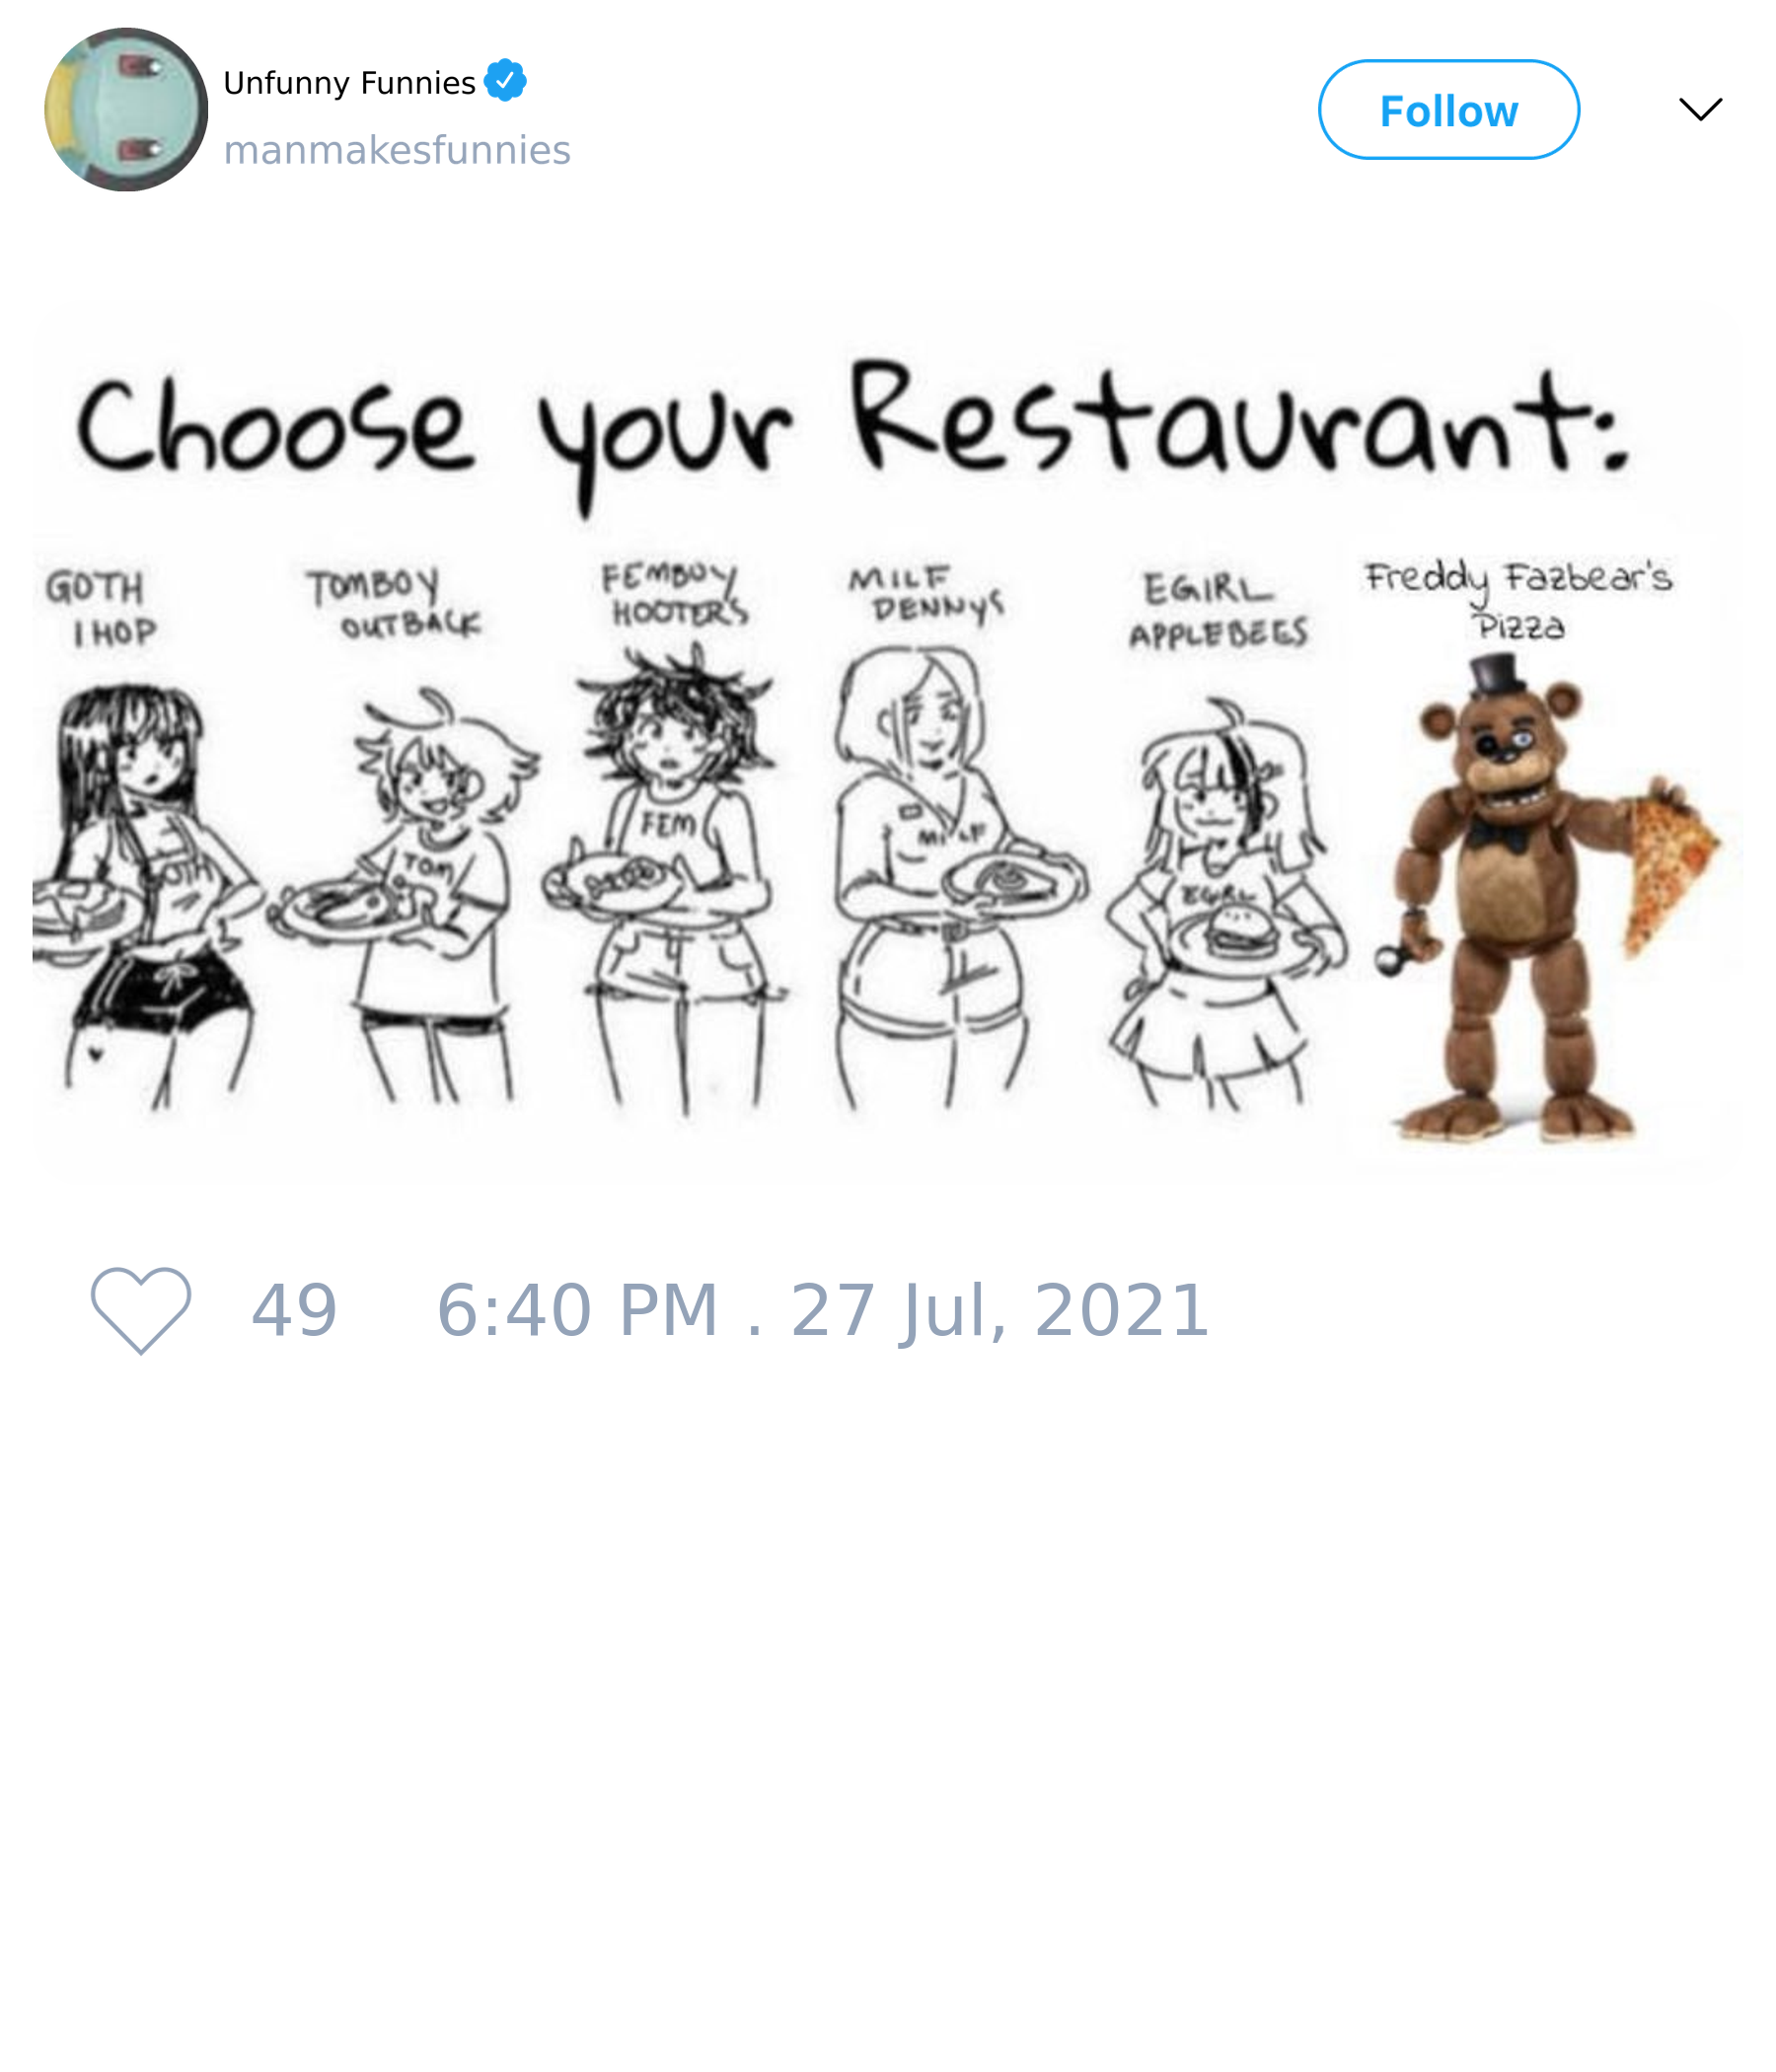 Unfunny Funnies
manmakesfunnies
Follow
Choose your Restaurant:
GOTH
IHOP
TOMBOY
OUTBACK
FEMBOY
HOOTER'S
MILF
DENNYS
EGIRL
APPLEBEES
Freddy Fazbear's
Pizza
GOTH
TOM
FEM
MILF
EGIRL
49 6:40 PM . 27 Jul, 2021